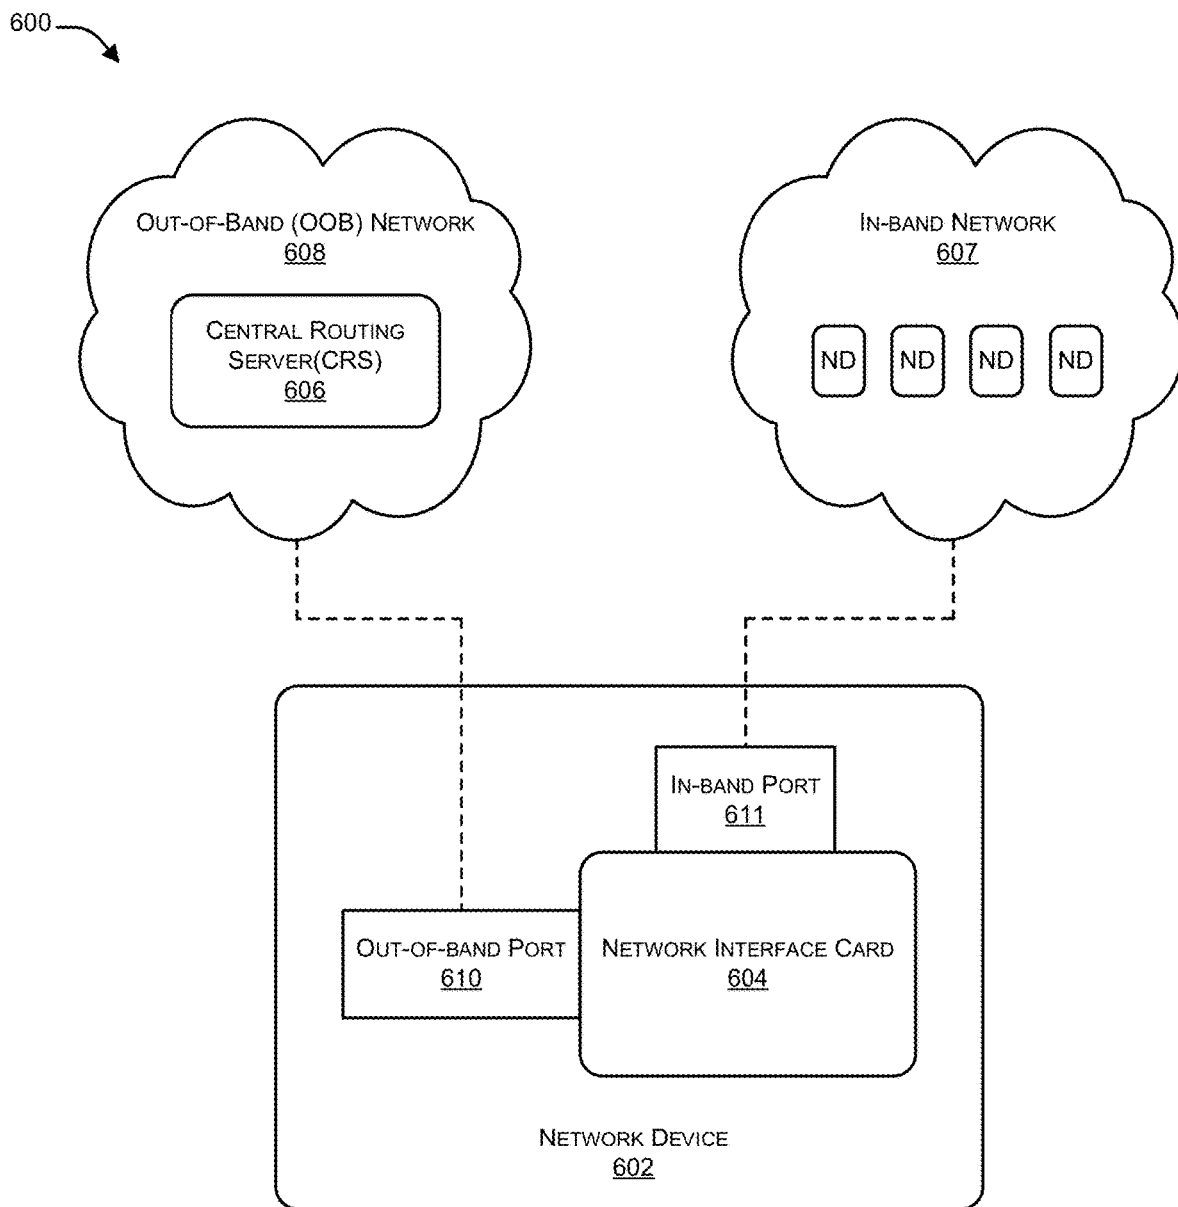 600
OUT-OF-BAND (OOB) NETWORK
608
CENTRAL ROUTING
SERVER(CRS)
606
IN-BAND NETWORK
607
ND ND ND ND
IN-BAND PORT
611
OUT-OF-BAND PORT
610
NETWORK INTERFACE CARD
604
NETWORK DEVICE
602